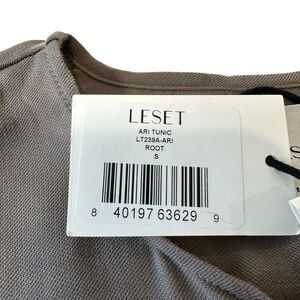 LESET
ARI TUNIC
LT239A-ARI
ROOT
S
8 40197 63629 9